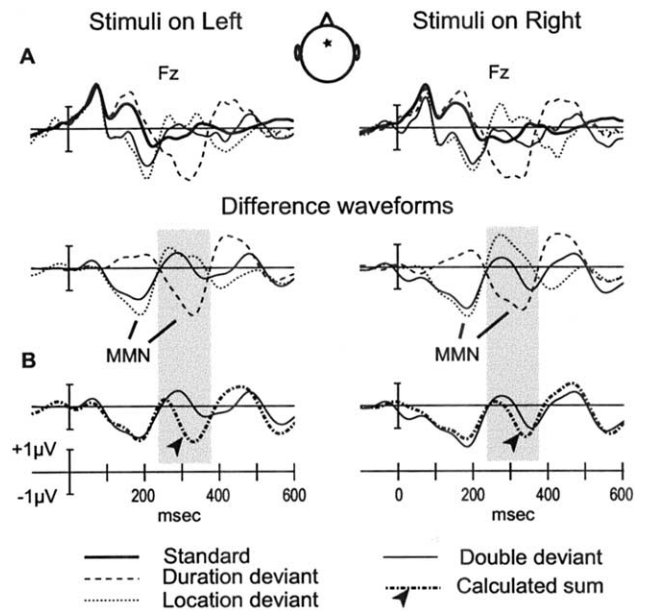 Stimuli on Left
Stimuli on Right
A
Fz
Fz
Difference waveforms
MMN
MMN
B
+1µV
-1µV
200
400
600
msec
0
200
400
600
msec
Standard
Duration deviant
Location deviant
Double deviant
Calculated sum